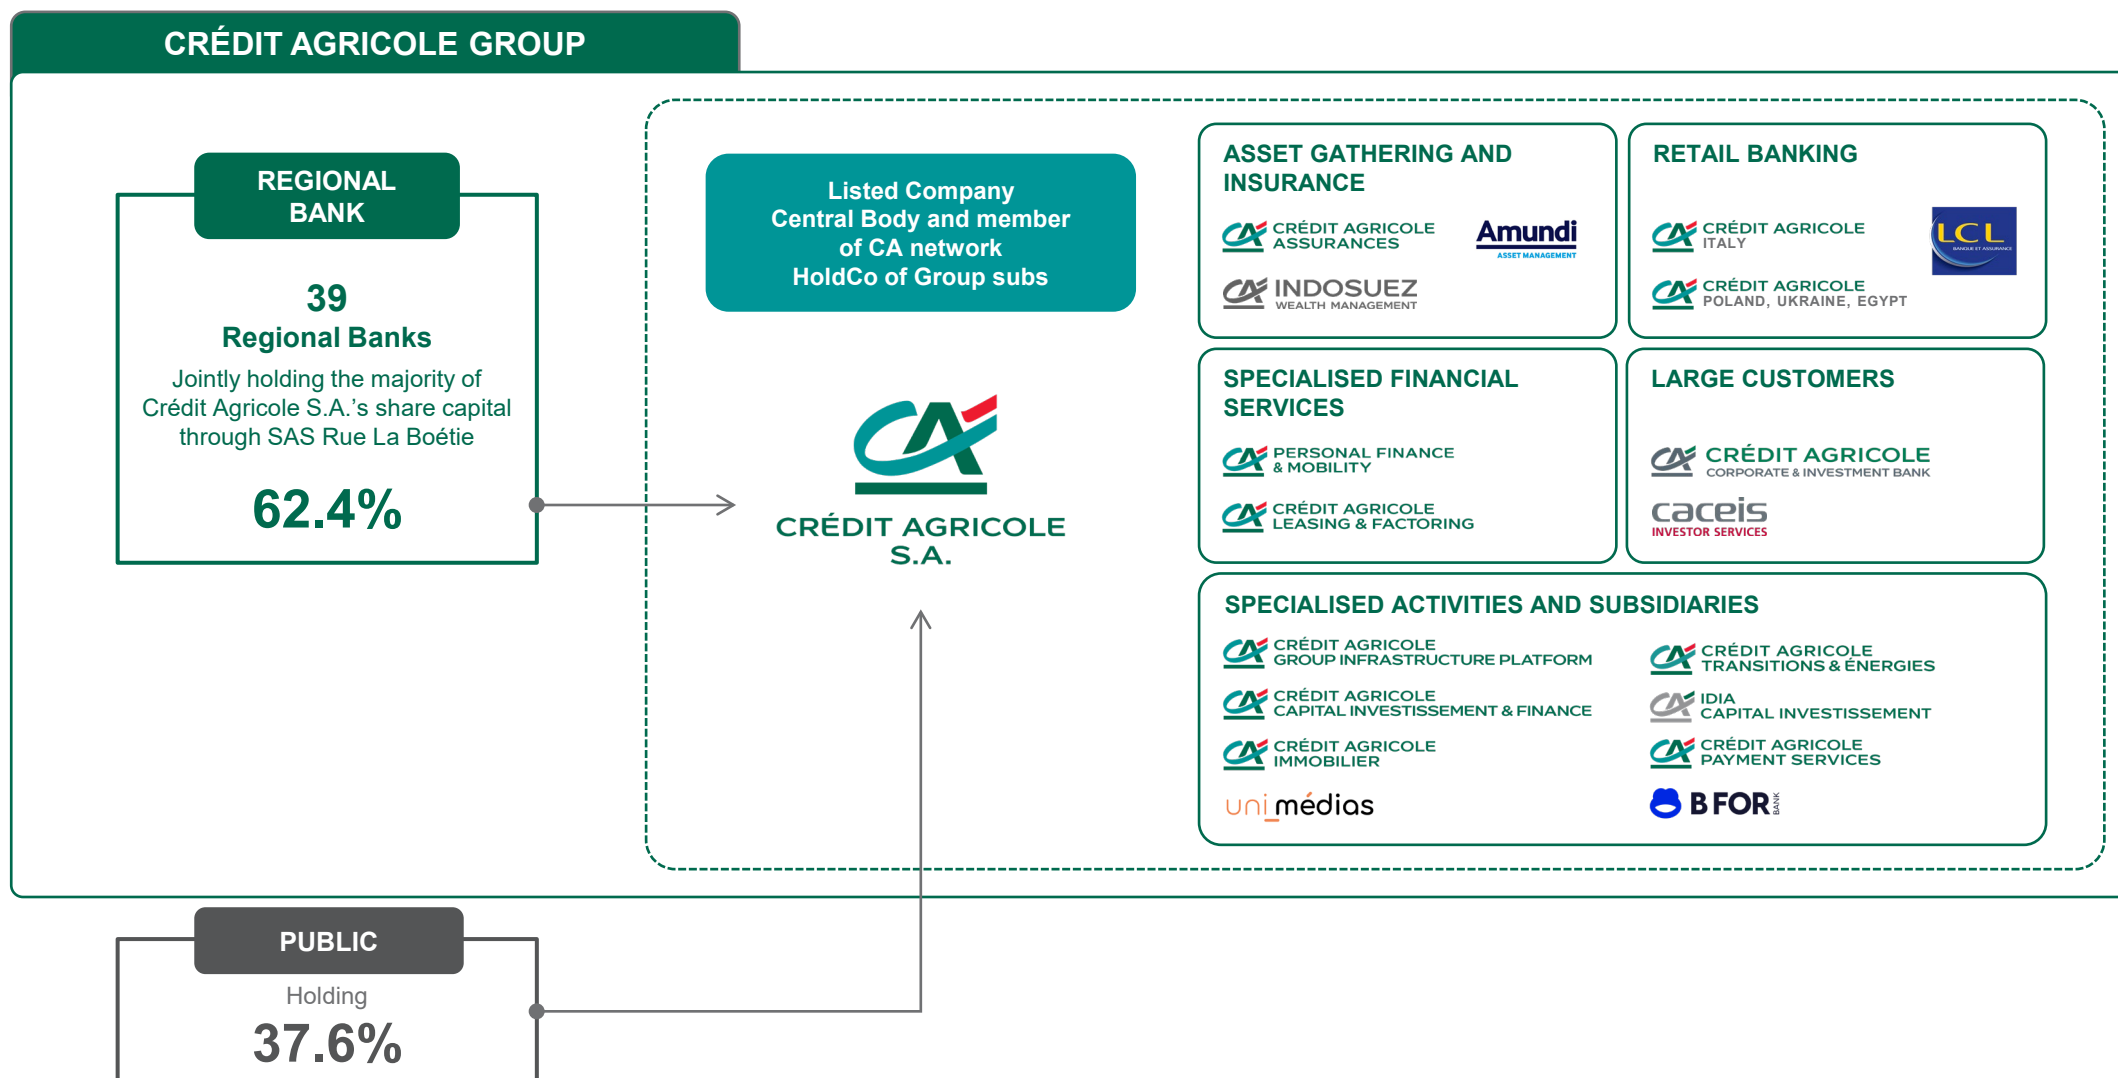 CRÉDIT AGRICOLE GROUP
REGIONAL
BANK
39
Regional Banks
Jointly holding the majority of
Crédit Agricole S.A.’s share capital
through SAS Rue La Boétie
62.4%
Listed Company
Central Body and member
of CA network
HoldCo of Group subs
CRÉDIT AGRICOLE
S.A.
ASSET GATHERING AND
INSURANCE
CRÉDIT AGRICOLE
ASSURANCES
Amundi
ASSET MANAGEMENT
INDOSUEZ
WEALTH MANAGEMENT
RETAIL BANKING
CRÉDIT AGRICOLE
ITALY
LCL
BANQUE ET ASSURANCE
CRÉDIT AGRICOLE
POLAND, UKRAINE, EGYPT
SPECIALISED FINANCIAL
SERVICES
PERSONAL FINANCE
& MOBILITY
CRÉDIT AGRICOLE
LEASING & FACTORING
LARGE CUSTOMERS
CRÉDIT AGRICOLE
CORPORATE & INVESTMENT BANK
caceis
INVESTOR SERVICES
SPECIALISED ACTIVITIES AND SUBSIDIARIES
CRÉDIT AGRICOLE
GROUP INFRASTRUCTURE PLATFORM
CRÉDIT AGRICOLE
TRANSITIONS & ÉNERGIES
CRÉDIT AGRICOLE
CAPITAL INVESTISSEMENT & FINANCE
IDIA
CAPITAL INVESTISSEMENT
CRÉDIT AGRICOLE
IMMOBILIER
CRÉDIT AGRICOLE
PAYMENT SERVICES
uni_médias
B FOR BANK
PUBLIC
Holding
37.6%